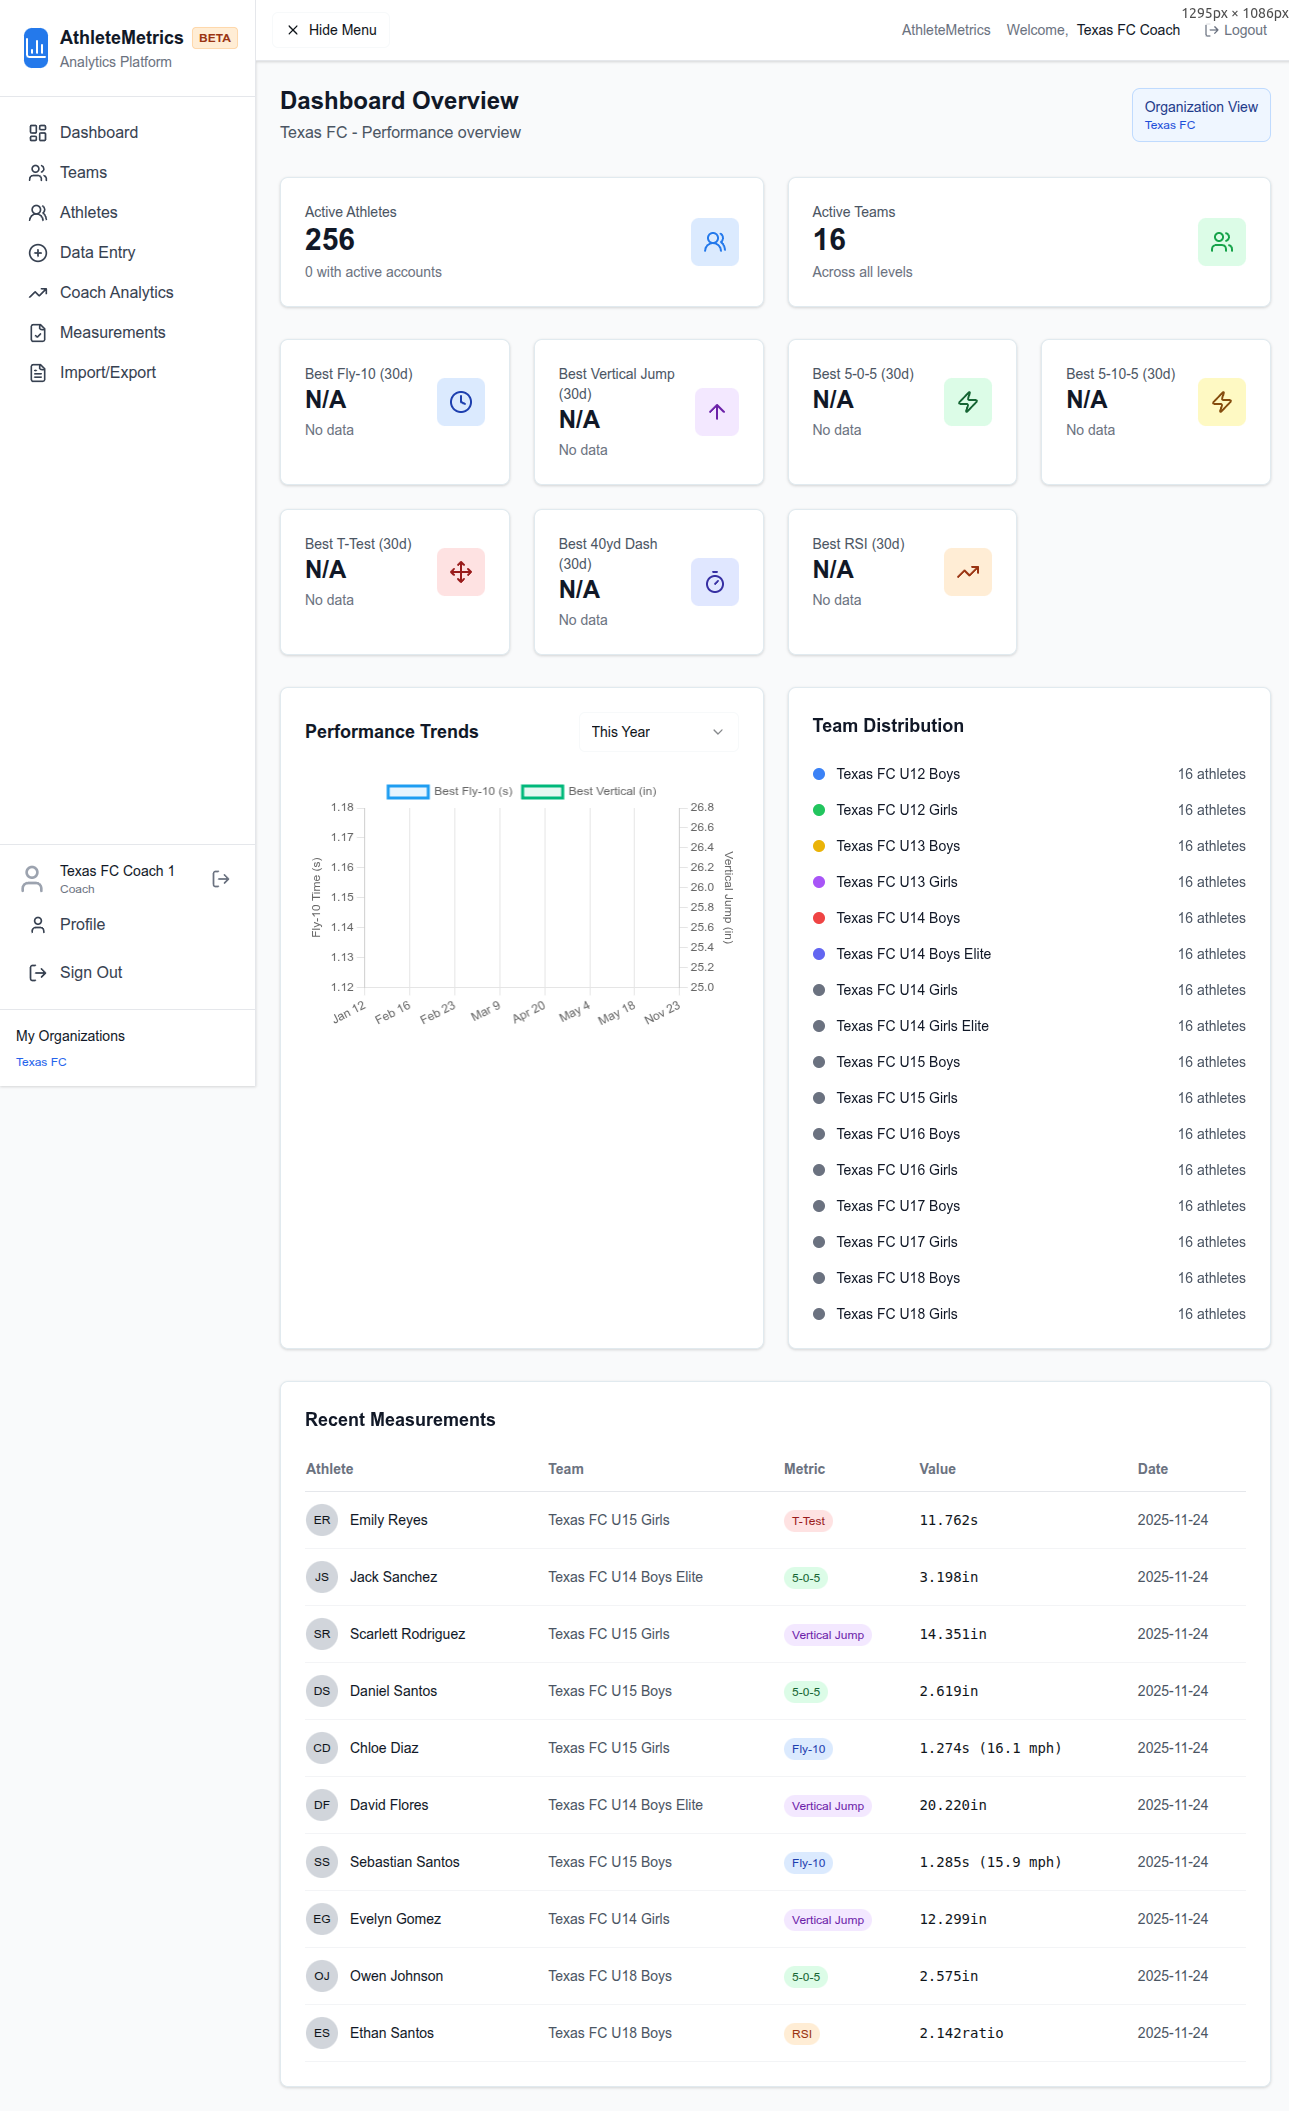 1295px × 1086px
AthleteMetrics BETA
Analytics Platform
Hide Menu
AthleteMetrics Welcome, Texas FC Coach Logout
Dashboard
Teams
Athletes
Data Entry
Coach Analytics
Measurements
Import/Export
Texas FC Coach 1
Coach
Profile
Sign Out
My Organizations
Texas FC
Dashboard Overview
Texas FC - Performance overview
Organization View
Texas FC
Active Athletes
256
0 with active accounts
Active Teams
16
Across all levels
Best Fly-10 (30d)
N/A
No data
Best Vertical Jump
(30d)
N/A
No data
Best 5-0-5 (30d)
N/A
No data
Best 5-10-5 (30d)
N/A
No data
Best T-Test (30d)
N/A
No data
Best 40yd Dash
(30d)
N/A
No data
Best RSI (30d)
N/A
No data
Performance Trends
This Year
Best Fly-10 (s) Best Vertical (in)
Fly-10 Time (s)
1.18
1.17
1.16
1.15
1.14
1.13
1.12
26.8
26.6
26.4
26.2
26.0
25.8
25.6
25.4
25.2
25.0
Vertical Jump (in)
Jan 12 Feb 16 Feb 23 Mar 9 Apr 20 May 4 May 18 Nov 23
Team Distribution
Texas FC U12 Boys 16 athletes
Texas FC U12 Girls 16 athletes
Texas FC U13 Boys 16 athletes
Texas FC U13 Girls 16 athletes
Texas FC U14 Boys 16 athletes
Texas FC U14 Boys Elite 16 athletes
Texas FC U14 Girls 16 athletes
Texas FC U14 Girls Elite 16 athletes
Texas FC U15 Boys 16 athletes
Texas FC U15 Girls 16 athletes
Texas FC U16 Boys 16 athletes
Texas FC U16 Girls 16 athletes
Texas FC U17 Boys 16 athletes
Texas FC U17 Girls 16 athletes
Texas FC U18 Boys 16 athletes
Texas FC U18 Girls 16 athletes
Recent Measurements
Athlete Team Metric Value Date
ER Emily Reyes Texas FC U15 Girls T-Test 11.762s 2025-11-24
JS Jack Sanchez Texas FC U14 Boys Elite 5-0-5 3.198in 2025-11-24
SR Scarlett Rodriguez Texas FC U15 Girls Vertical Jump 14.351in 2025-11-24
DS Daniel Santos Texas FC U15 Boys 5-0-5 2.619in 2025-11-24
CD Chloe Diaz Texas FC U15 Girls Fly-10 1.274s (16.1 mph) 2025-11-24
DF David Flores Texas FC U14 Boys Elite Vertical Jump 20.220in 2025-11-24
SS Sebastian Santos Texas FC U15 Boys Fly-10 1.285s (15.9 mph) 2025-11-24
EG Evelyn Gomez Texas FC U14 Girls Vertical Jump 12.299in 2025-11-24
OJ Owen Johnson Texas FC U18 Boys 5-0-5 2.575in 2025-11-24
ES Ethan Santos Texas FC U18 Boys RSI 2.142ratio 2025-11-24